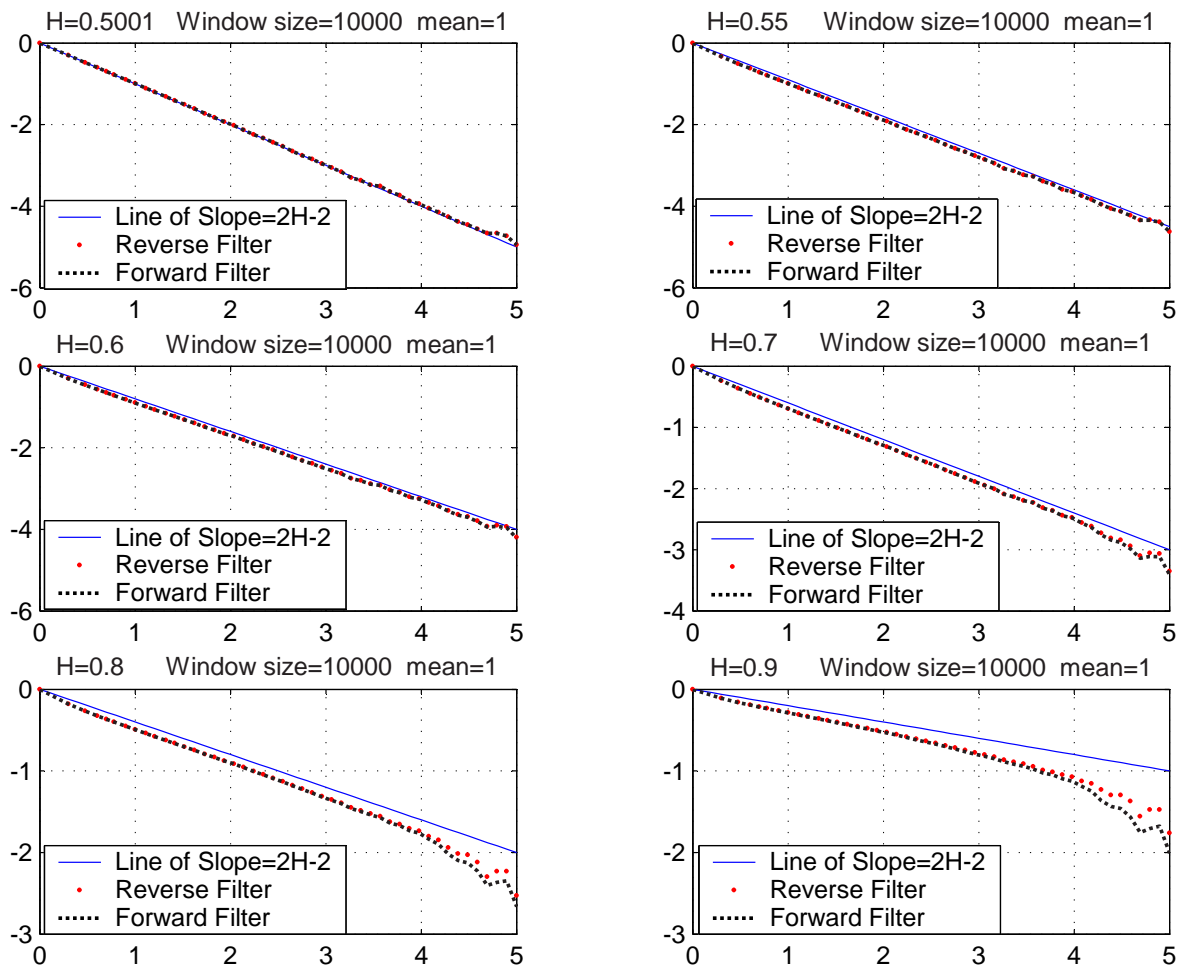 H=0.5001 Window size=10000 mean=1
0
-2
-4
-6
Line of Slope=2H-2
Reverse Filter
Forward Filter
0 1 2 3 4 5
H=0.55 Window size=10000 mean=1
0
-2
-4
-6
Line of Slope=2H-2
Reverse Filter
Forward Filter
0 1 2 3 4 5
H=0.6 Window size=10000 mean=1
0
-2
-4
-6
Line of Slope=2H-2
Reverse Filter
Forward Filter
0 1 2 3 4 5
H=0.7 Window size=10000 mean=1
0
-1
-2
-3
-4
Line of Slope=2H-2
Reverse Filter
Forward Filter
0 1 2 3 4 5
H=0.8 Window size=10000 mean=1
0
-1
-2
-3
Line of Slope=2H-2
Reverse Filter
Forward Filter
0 1 2 3 4 5
H=0.9 Window size=10000 mean=1
0
-1
-2
-3
Line of Slope=2H-2
Reverse Filter
Forward Filter
0 1 2 3 4 5